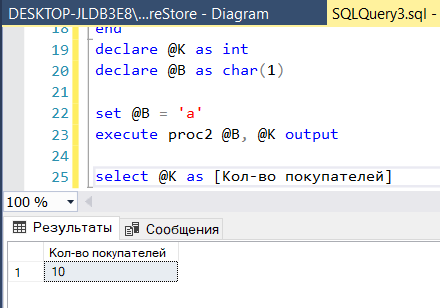 DESKTOP-JLDB3E8\...reStore - Diagram
SQLQuery3.sql -
18 end
19 declare @K as int
20 declare @B as char(1)
21
22 set @B = 'a'
23 execute proc2 @B, @K output
24
25 select @K as [Кол-во покупателей]
100 %
Результаты Сообщения
Кол-во покупателей
1 10